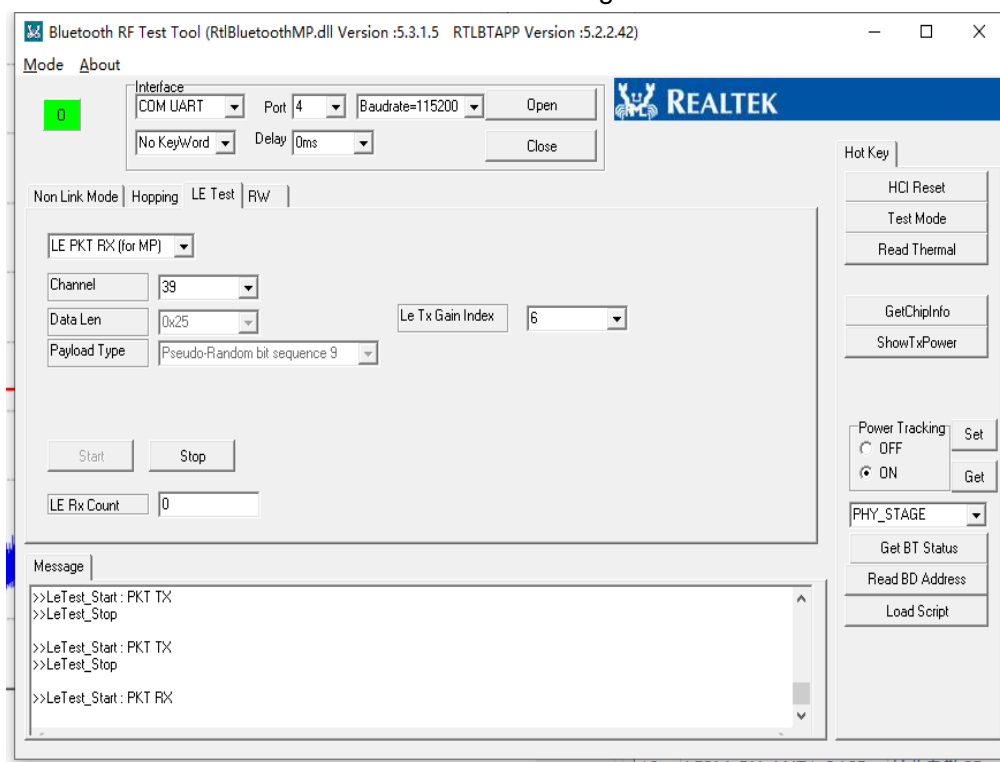 Bluetooth RF Test Tool (RtlBluetoothMP.dll Version :5.3.1.5 RTLBTAPP Version :5.2.2.42)
Mode About
Interface
0
COM UART Port 4 Baudrate=115200 Open
No KeyWord Delay 0ms Close
REALTEK
Hot Key
HCI Reset
Test Mode
Read Thermal
GetChipInfo
ShowTxPower
Power Tracking
OFF
ON
Set
Get
PHY_STAGE
Get BT Status
Read BD Address
Load Script
Non Link Mode Hopping LE Test RW
LE PKT RX (for MP)
Channel 39
Data Len 0x25
Le Tx Gain Index 6
Payload Type Pseudo-Random bit sequence 9
Start Stop
LE Rx Count 0
Message
>>LeTest_Start : PKT TX
>>LeTest_Stop
>>LeTest_Start : PKT TX
>>LeTest_Stop
>>LeTest_Start : PKT RX